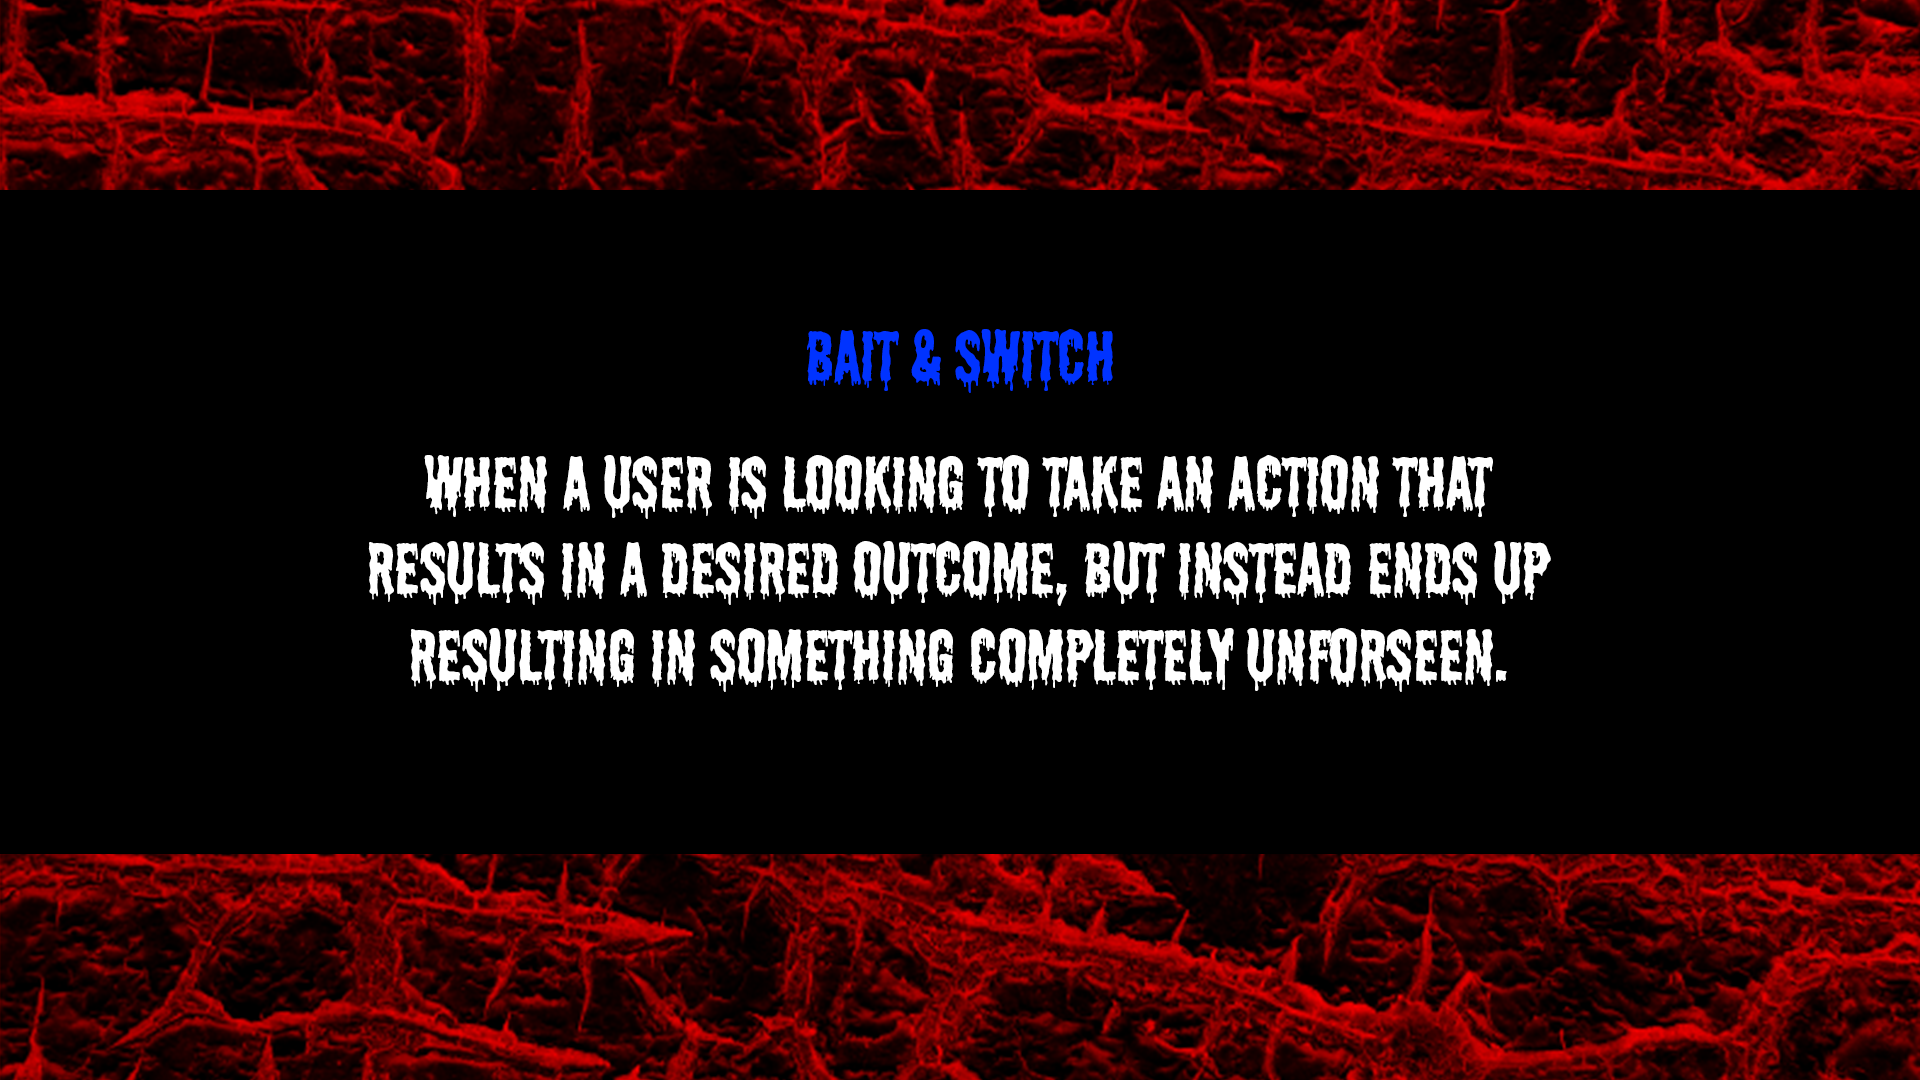 BAIT & SWITCH
WHEN A USER IS LOOKING TO TAKE AN ACTION THAT
RESULTS IN A DESIRED OUTCOME, BUT INSTEAD ENDS UP
RESULTING IN SOMETHING COMPLETELY UNFORSEEN.